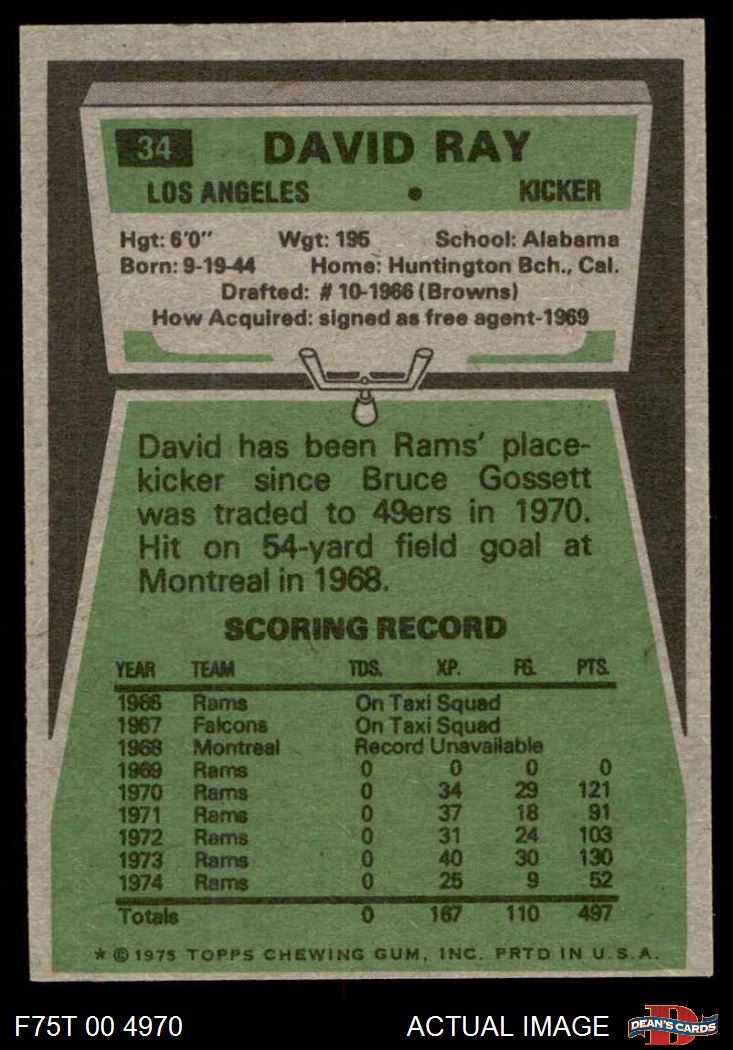 34 DAVID RAY
LOS ANGELES • KICKER
Hgt: 6'0" Wgt: 195 School: Alabama
Born: 9-19-44 Home: Huntington Bch., Cal.
Drafted: # 10-1966 (Browns)
How Acquired: signed as free agent-1969
David has been Rams' place-
kicker since Bruce Gossett
was traded to 49ers in 1970.
Hit on 54-yard field goal at
Montreal in 1968.
SCORING RECORD
YEAR TEAM TDS. XP. FG. PTS.
1966 Rams On Taxi Squad
1967 Falcons On Taxi Squad
1968 Montreal Record Unavailable
1969 Rams 0 0 0 0
1970 Rams 0 34 29 121
1971 Rams 0 37 18 91
1972 Rams 0 31 24 103
1973 Rams 0 40 30 130
1974 Rams 0 25 9 52
Totals 0 167 110 497
* © 1975 TOPPS CHEWING GUM, INC. PRTD IN U.S.A.
F75T 00 4970 ACTUAL IMAGE D DEAN'S CARDS